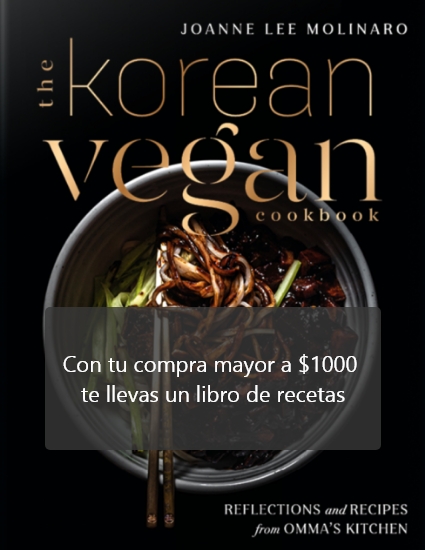 JOANNE LEE MOLINARO
the korean
vegan
cookbook
Con tu compra mayor a $1000
te llevas un libro de recetas
REFLECTIONS and RECIPES
from OMMA'S KITCHEN